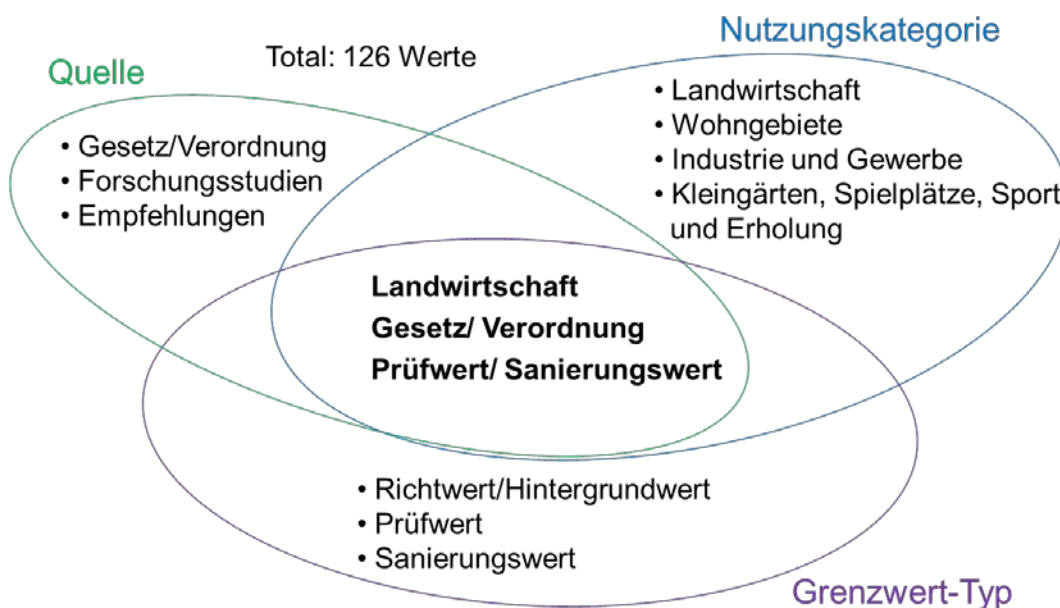 Nutzungskategorie
Total: 126 Werte
Quelle
• Gesetz/Verordnung
• Forschungsstudien
• Empfehlungen
• Landwirtschaft
• Wohngebiete
• Industrie und Gewerbe
• Kleingärten, Spielplätze, Sport
und Erholung
Landwirtschaft
Gesetz/ Verordnung
Prüfwert/ Sanierungswert
• Richtwert/Hintergrundwert
• Prüfwert
• Sanierungswert
Grenzwert-Typ